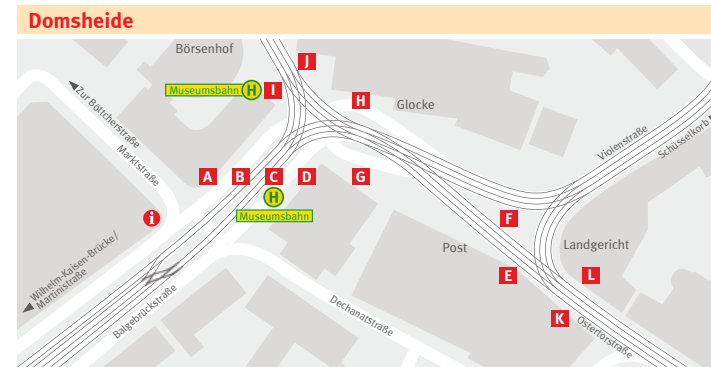 Domsheide
Börsenhof
J
Museumsbahn H I
H
Glocke
Zur Böttcherstraße
Marktstraße
Violenstraße
Schüsselkorb
A B C D G
H
Museumsbahn
i
F
Wilhelm-Kaisen-Brücke/
Martinistraße
Post
Landgericht
E L
Balgebrückstraße
Dechanatstraße
K
Ostertorstraße